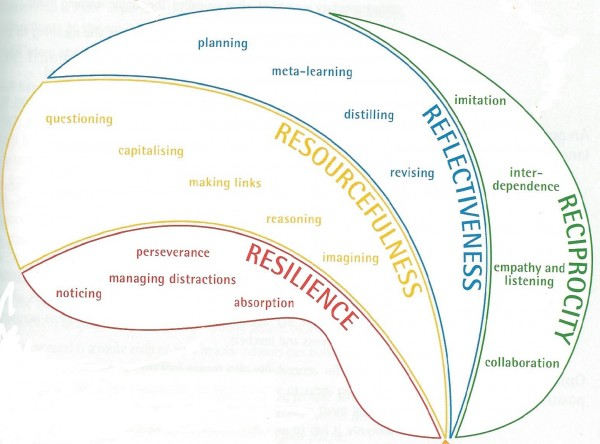 planning
meta-learning
distilling
revising
REFLECTIVENESS
imitation
inter-
dependence
empathy and
listening
collaboration
RECIPROCITY
questioning
capitalising
making links
reasoning
imagining
RESOURCEFULNESS
perseverance
managing distractions
noticing
absorption
RESILIENCE